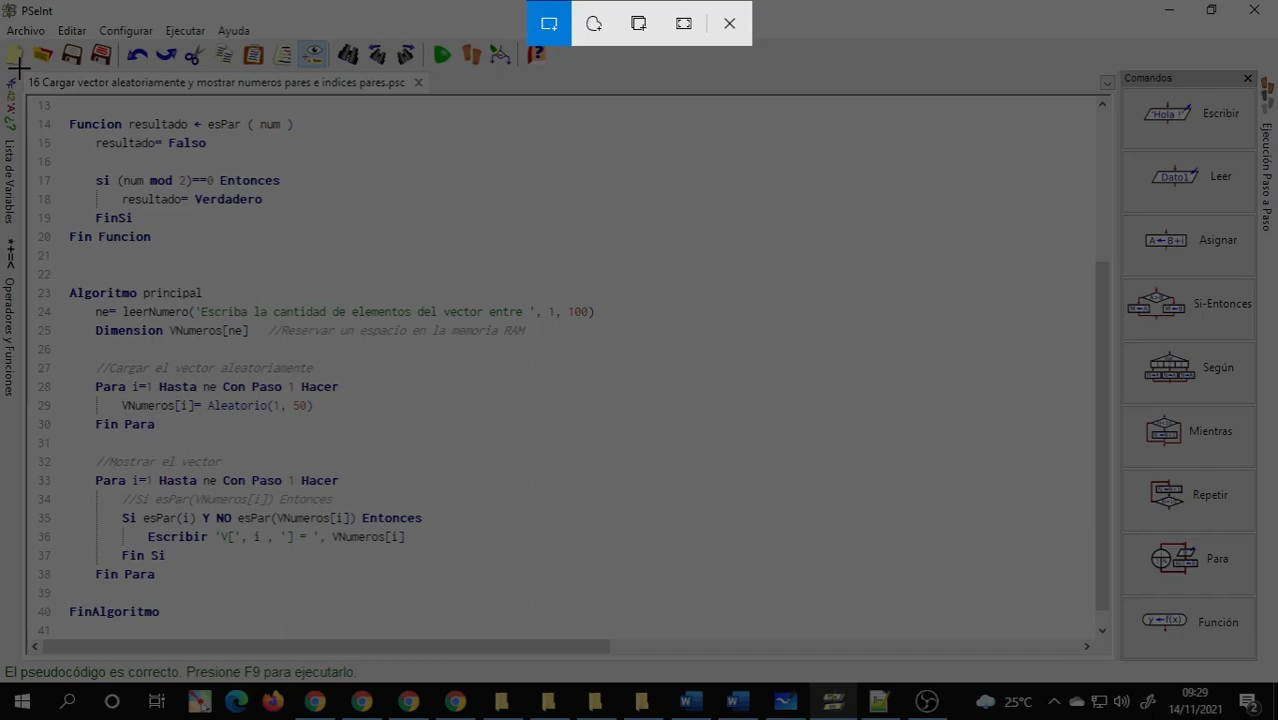 PSeInt
Archivo Editar Configurar Ejecutar Ayuda
16 Cargar vector aleatoriamente y mostrar numeros pares e indices pares.psc
13
14 Funcion resultado ← esPar ( num )
15 resultado= Falso
16
17 si (num mod 2)==0 Entonces
18 resultado= Verdadero
19 FinSi
20 Fin Funcion
21
22
23 Algoritmo principal
24 ne= leerNumero('Escriba la cantidad de elementos del vector entre ', 1, 100)
25 Dimension VNumeros[ne] //Reservar un espacio en la memoria RAM
26
27 //Cargar el vector aleatoriamente
28 Para i=1 Hasta ne Con Paso 1 Hacer
29 VNumeros[i]= Aleatorio(1, 50)
30 Fin Para
31
32 //Mostrar el vector
33 Para i=1 Hasta ne Con Paso 1 Hacer
34 //Si esPar(VNumeros[i]) Entonces
35 Si esPar(i) Y NO esPar(VNumeros[i]) Entonces
36 Escribir 'V[', i , '] = ', VNumeros[i]
37 Fin Si
38 Fin Para
39
40 FinAlgoritmo
41
Lista de Variables
*+=< Operadores y Funciones
Comandos
'Hola !' Escribir
Dato1 Leer
A←B+1 Asignar
Si-Entonces
Según
Mientras
Repetir
Para
y←f(x) Función
Ejecución Paso a Paso
El pseudocódigo es correcto. Presione F9 para ejecutarlo.
25°C
09:29
14/11/2021
2